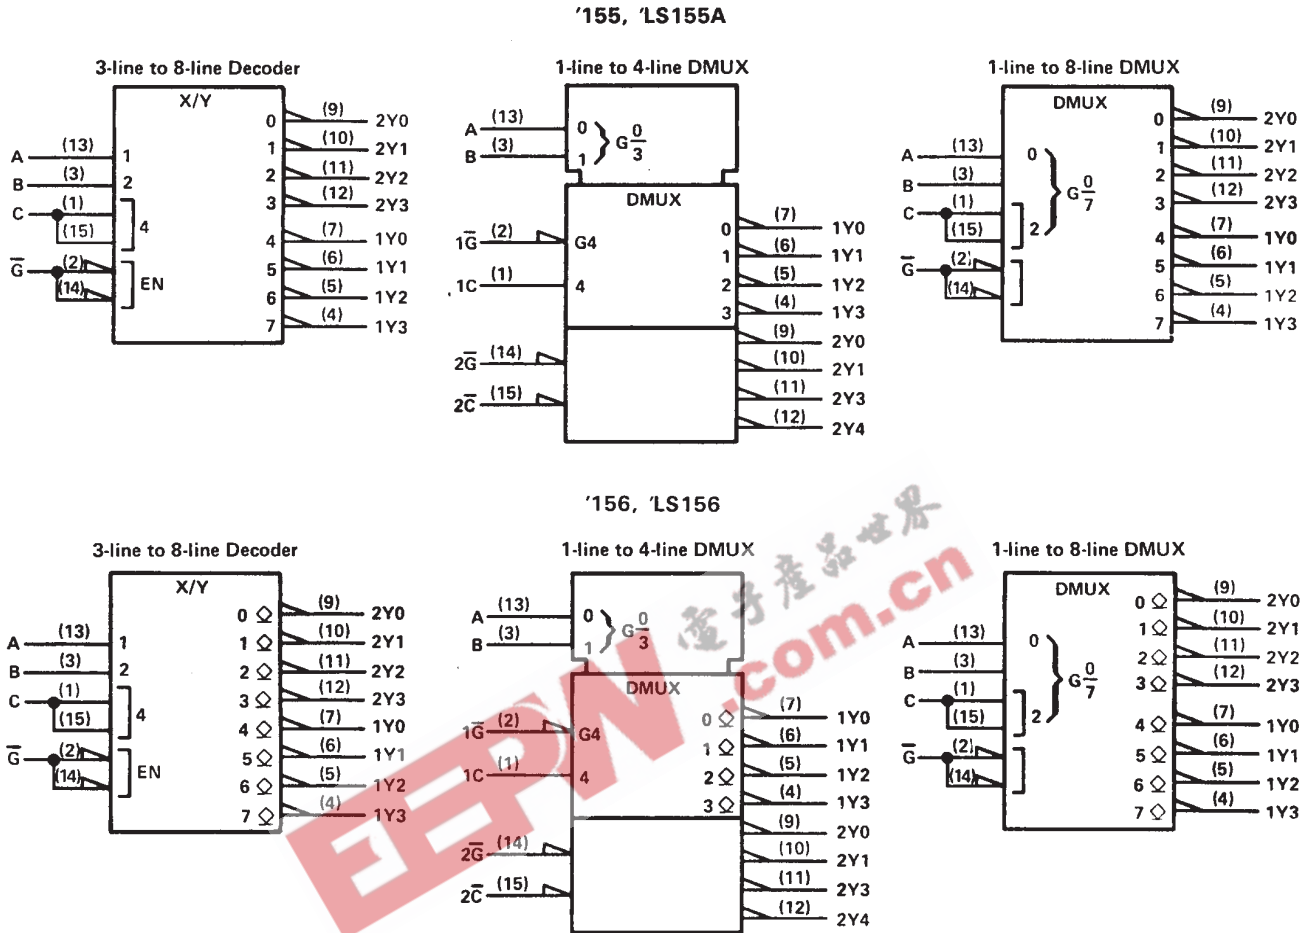 '155, 'LS155A
3-line to 8-line Decoder
X/Y
A (13) 1
B (3) 2
C (1)
(15) 4
G̅ (2)
(14) EN
0 (9) 2Y0
1 (10) 2Y1
2 (11) 2Y2
3 (12) 2Y3
4 (7) 1Y0
5 (6) 1Y1
6 (5) 1Y2
7 (4) 1Y3
1-line to 4-line DMUX
A (13) 0
B (3) 1
} G 0/3
DMUX
1G̅ (2) G4
1C (1) 4
2G̅ (14)
2C̅ (15)
0 (7) 1Y0
1 (6) 1Y1
2 (5) 1Y2
3 (4) 1Y3
(9) 2Y0
(10) 2Y1
(11) 2Y3
(12) 2Y4
1-line to 8-line DMUX
DMUX
A (13) 0
B (3)
C (1)
(15) 2
} G 0/7
G̅ (2)
(14)
0 (9) 2Y0
1 (10) 2Y1
2 (11) 2Y2
3 (12) 2Y3
4 (7) 1Y0
5 (6) 1Y1
6 (5) 1Y2
7 (4) 1Y3
'156, 'LS156
3-line to 8-line Decoder
X/Y
A (13) 1
B (3) 2
C (1)
(15) 4
G̅ (2)
(14) EN
0 ◇ (9) 2Y0
1 ◇ (10) 2Y1
2 ◇ (11) 2Y2
3 ◇ (12) 2Y3
4 ◇ (7) 1Y0
5 ◇ (6) 1Y1
6 ◇ (5) 1Y2
7 ◇ (4) 1Y3
1-line to 4-line DMUX
A (13) 0
B (3) 1
} G 0/3
DMUX
1G̅ (2) G4
1C (1) 4
2G̅ (14)
2C̅ (15)
0 ◇ (7) 1Y0
1 ◇ (6) 1Y1
2 ◇ (5) 1Y2
3 ◇ (4) 1Y3
(9) 2Y0
(10) 2Y1
(11) 2Y3
(12) 2Y4
1-line to 8-line DMUX
DMUX
A (13) 0
B (3)
C (1)
(15) 2
} G 0/7
G̅ (2)
(14)
0 ◇ (9) 2Y0
1 ◇ (10) 2Y1
2 ◇ (11) 2Y2
3 ◇ (12) 2Y3
4 ◇ (7) 1Y0
5 ◇ (6) 1Y1
6 ◇ (5) 1Y2
7 ◇ (4) 1Y3
電子產品世界
EEPW.com.cn